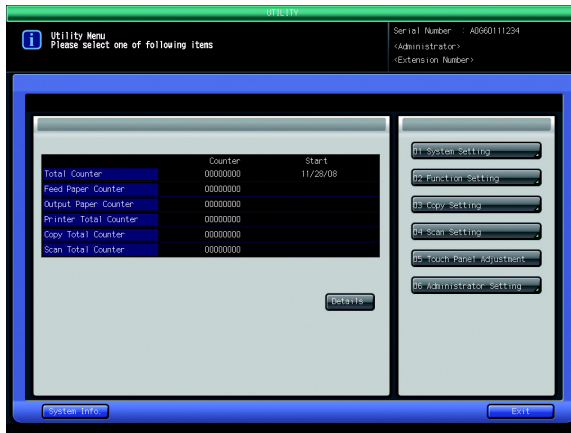 UTILITY
Utility Menu
Please select one of following items
Serial Number : A0G60111234
<Administrator>
<Extension Number>
Counter Start
Total Counter 00000000 11/28/08
Feed Paper Counter 00000000
Output Paper Counter 00000000
Printer Total Counter 00000000
Copy Total Counter 00000000
Scan Total Counter 00000000
Details
01 System Setting
02 Function Setting
03 Copy Setting
04 Scan Setting
05 Touch Panel Adjustment
06 Administrator Setting
System Info.
Exit